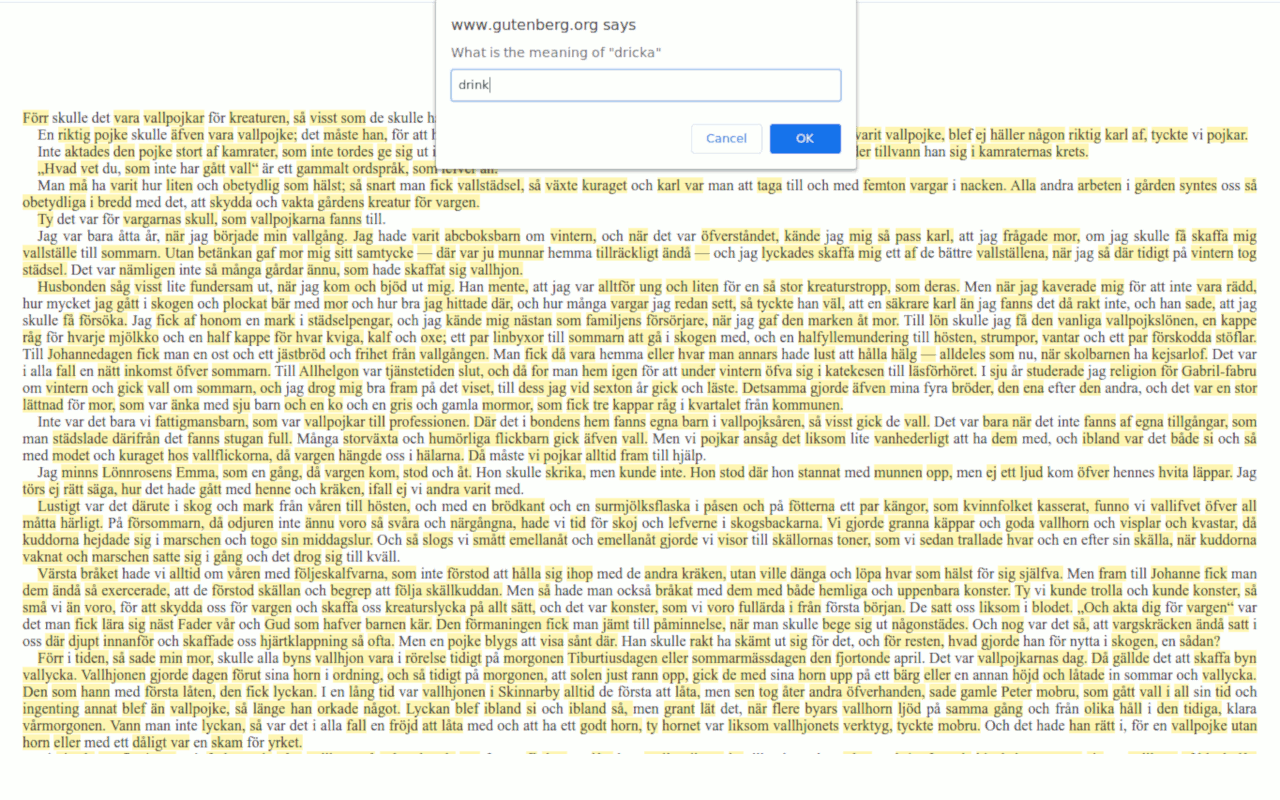 www.gutenberg.org says
What is the meaning of "dricka"
drink
Cancel
OK
Förr skulle det vara vallpojkar för kreaturen, så visst som de skulle h
En riktig pojke skulle äfven vara vallpojke; det måste han, för att b varit vallpojke, blef ej häller någon riktig karl af, tyckte vi pojkar.
Inte aktades den pojke stort af kamrater, som inte tordes ge sig ut i ler tillvann han sig i kamraternas krets.
„Hvad vet du, som inte har gått vall“ är ett gammalt ordspråk, som
Man må ha varit hur liten och obetydlig som hälst; så snart man fick vallstädsel, så växte kuraget och karl var man att taga till och med femton vargar i nacken. Alla andra arbeten i gården syntes oss så
obetydliga i bredd med det, att skydda och vakta gårdens kreatur för vargen.
Ty det var för vargarnas skull, som vallpojkarna fanns till.
Jag var bara åtta år, när jag började min vallgång. Jag hade varit abcboksbarn om vintern, och när det var öfverståndet, kände jag mig så pass karl, att jag frågade mor, om jag skulle få skaffa mig
vallställe till sommarn. Utan betänkan gaf mor mig sitt samtycke — där var ju munnar hemma tillräckligt ändå — och jag lyckades skaffa mig ett af de bättre vallställena, när jag så där tidigt på vintern tog
städsel. Det var nämligen inte så många gårdar ännu, som hade skaffat sig vallhjon.
Husbonden såg visst lite fundersam ut, när jag kom och bjöd ut mig. Han mente, att jag var alltför ung och liten för en så stor kreaturstropp, som deras. Men när jag kaverade mig för att inte vara rädd,
hur mycket jag gått i skogen och plockat bär med mor och hur bra jag hittade där, och hur många vargar jag redan sett, så tyckte han väl, att en säkrare karl än jag fanns det då rakt inte, och han sade, att jag
skulle få försöka. Jag fick af honom en mark i städselpengar, och jag kände mig nästan som familjens försörjare, när jag gaf den marken åt mor. Till lön skulle jag få den vanliga vallpojkslönen, en kappe
råg för hvarje mjölkko och en half kappe för hvar kviga, kalf och oxe; ett par linbyxor till sommarn att gå i skogen med, och en halfyllemundering till hösten, strumpor, vantar och ett par förskodda stöflar.
Till Johannedagen fick man en ost och ett jästbröd och frihet från vallgången. Man fick då vara hemma eller hvar man annars hade lust att hålla hälg — alldeles som nu, när skolbarnen ha kejsarlof. Det var
i alla fall en nätt inkomst öfver sommarn. Till Allhelgon var tjänstetiden slut, och då for man hem igen för att under vintern öfva sig i katekesen till läsförhöret. I sju år studerade jag religion för Gabril-fabru
om vintern och gick vall om sommarn, och jag drog mig bra fram på det viset, till dess jag vid sexton år gick och läste. Detsamma gjorde äfven mina fyra bröder, den ena efter den andra, och det var en stor
lättnad för mor, som var änka med sju barn och en ko och en gris och gamla mormor, som fick tre kappar råg i kvartalet från kommunen.
Inte var det bara vi fattigmansbarn, som var vallpojkar till professionen. Där det i bondens hem fanns egna barn i vallpojksåren, så visst gick de vall. Det var bara när det inte fanns af egna tillgångar, som
man städslade därifrån det fanns stugan full. Många storväxta och humörliga flickbarn gick äfven vall. Men vi pojkar ansåg det liksom lite vanhederligt att ha dem med, och ibland var det både si och så
med modet och kuraget hos vallflickorna, då vargen hängde oss i hälarna. Då måste vi pojkar alltid fram till hjälp.
Jag minns Lönnrosens Emma, som en gång, då vargen kom, stod och åt. Hon skulle skrika, men kunde inte. Hon stod där hon stannat med munnen opp, men ej ett ljud kom öfver hennes hvita läppar. Jag
törs ej rätt säga, hur det hade gått med henne och kräken, ifall ej vi andra varit med.
Lustigt var det därute i skog och mark från våren till hösten, och med en brödkant och en surmjölksflaska i påsen och på fötterna ett par kängor, som kvinnfolket kasserat, funno vi vallifvet öfver all
måtta härligt. På försommarn, då odjuren inte ännu voro så svåra och närgångna, hade vi tid för skoj och lefverne i skogsbackarna. Vi gjorde granna käppar och goda vallhorn och visplar och kvastar, då
kuddorna hejdade sig i marschen och togo sin middagslur. Och så slogs vi smått emellanåt och emellanåt gjorde vi visor till skällornas toner, som vi sedan trallade hvar och en efter sin skälla, när kuddorna
vaknat och marschen satte sig i gång och det drog sig till kväll.
Värsta bråket hade vi alltid om våren med följeskalfvarna, som inte förstod att hålla sig ihop med de andra kräken, utan ville dänga och löpa hvar som hälst för sig själfva. Men fram till Johanne fick man
dem ändå så exercerade, att de förstod skällan och begrep att följa skällkuddan. Men så hade man också bråkat med dem med både hemliga och uppenbara konster. Ty vi kunde trolla och kunde konster, så
små vi än voro, för att skydda oss för vargen och skaffa oss kreaturslycka på allt sätt, och det var konster, som vi voro fullärda i från första början. De satt oss liksom i blodet. „Och akta dig för vargen“ var
det man fick lära sig näst Fader vår och Gud som hafver barnen kär. Den förmaningen fick man jämt till påminnelse, när man skulle bege sig ut någonstädes. Och nog var det så, att vargskräcken ändå satt i
oss där djupt innanför och skaffade oss hjärtklappning så ofta. Men en pojke blygs att visa sånt där. Han skulle rakt ha skämt ut sig för det, och för resten, hvad gjorde han för nytta i skogen, en sådan?
Förr i tiden, så sade min mor, skulle alla byns vallhjon vara i rörelse tidigt på morgonen Tiburtiusdagen eller sommarmässdagen den fjortonde april. Det var vallpojkarnas dag. Då gällde det att skaffa byn
vallycka. Vallhjonen gjorde dagen förut sina horn i ordning, och så tidigt på morgonen, att solen just rann opp, gick de med sina horn upp på ett bärg eller en annan höjd och låtade in sommar och vallycka.
Den som hann med första låten, den fick lyckan. I en lång tid var vallhjonen i Skinnarby alltid de första att låta, men sen tog åter andra öfverhanden, sade gamle Peter mobru, som gått vall i all sin tid och
ingenting annat blef än vallpojke, så länge han orkade något. Lyckan blef ibland si och ibland så, men grant lät det, när flere byars vallhorn ljöd på samma gång och från olika håll i den tidiga, klara
vårmorgonen. Vann man inte lyckan, så var det i alla fall en fröjd att låta med och att ha ett godt horn, ty hornet var liksom vallhjonets verktyg, tyckte mobru. Och det hade han rätt i, för en vallpojke utan
horn eller med ett dåligt var en skam för yrket.